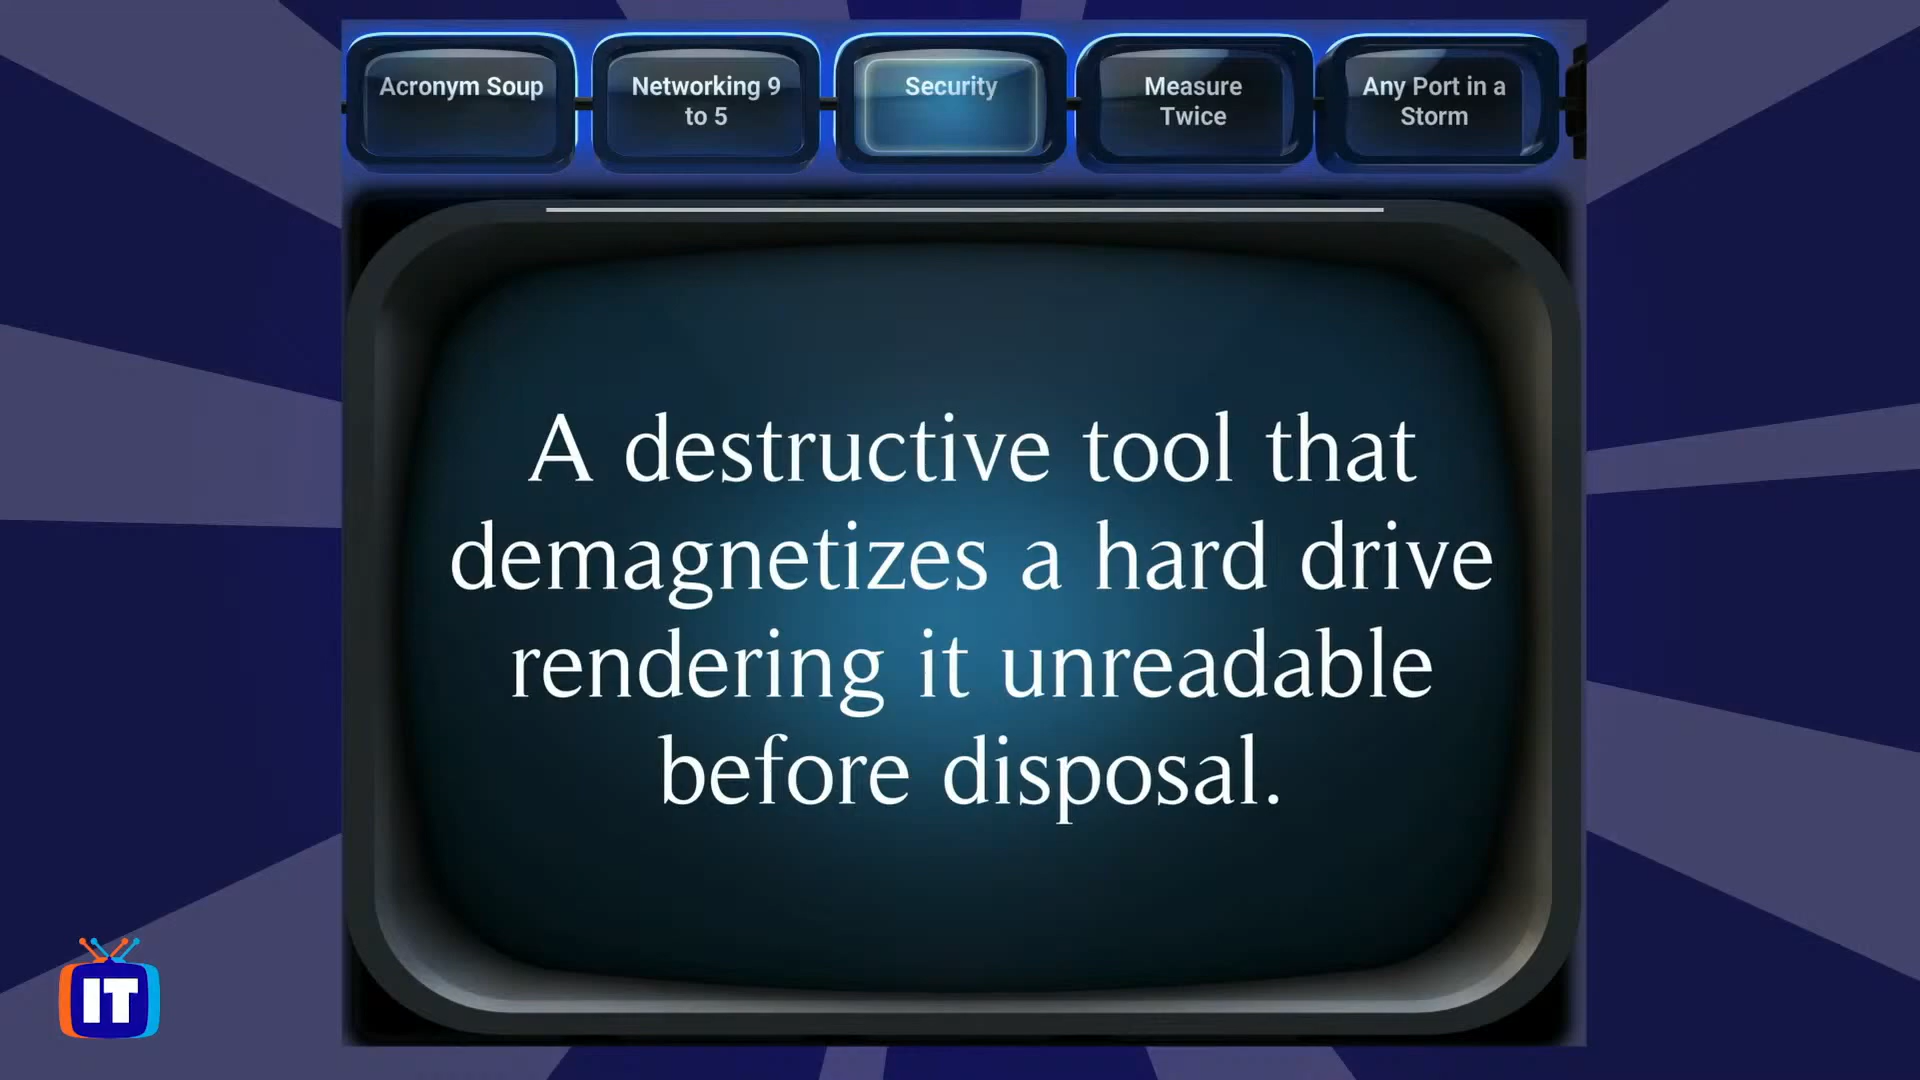 Acronym Soup
Networking 9
to 5
Security
Measure
Twice
Any Port in a
Storm
A destructive tool that
demagnetizes a hard drive
rendering it unreadable
before disposal.
IT